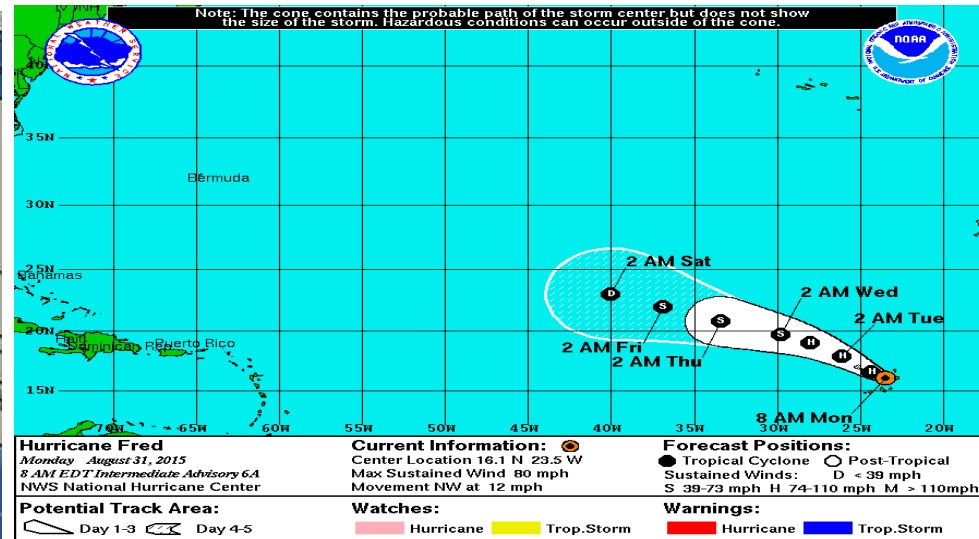 Note: The cone contains the probable path of the storm center but does not show
the size of the storm. Hazardous conditions can occur outside of the cone.
NATIONAL WEATHER SERVICE
NOAA
35N
Bermuda
30N
25N
Bahamas
2 AM Sat
2 AM Wed
D
S
S
S
H
H
H
2 AM Tue
20N
Puerto Rico
2 AM Fri
2 AM Thu
15N
8 AM Mon
65W 60W 55W 50W 45W 40W 35W 30W 25W 20W
Hurricane Fred
Monday August 31, 2015
8 AM EDT Intermediate Advisory 6A
NWS National Hurricane Center
Current Information:
Center Location 16.1 N 23.5 W
Max Sustained Wind 80 mph
Movement NW at 12 mph
Forecast Positions:
Tropical Cyclone Post-Tropical
Sustained Winds: D < 39 mph
S 39-73 mph H 74-110 mph M > 110mph
Potential Track Area:
Day 1-3 Day 4-5
Watches:
Hurricane Trop.Storm
Warnings:
Hurricane Trop.Storm